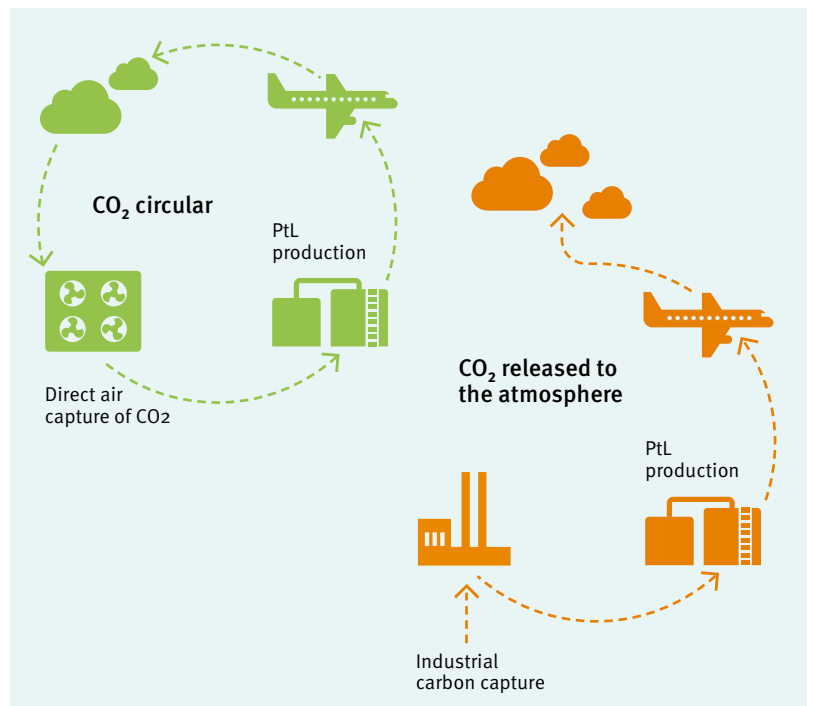 CO₂ circular
PtL
production
Direct air
capture of CO2
CO₂ released to
the atmosphere
PtL
production
Industrial
carbon capture